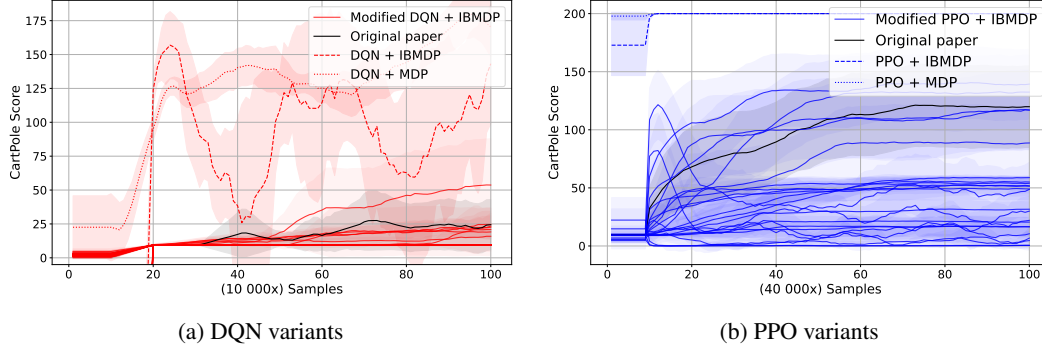 Modified DQN + IBMDP
Original paper
DQN + IBMDP
DQN + MDP
CartPole Score
175
150
125
100
75
50
25
0
0
20
40
60
80
100
(10 000x) Samples
(a) DQN variants
Modified PPO + IBMDP
Original paper
PPO + IBMDP
PPO + MDP
CartPole Score
200
150
100
50
0
0
20
40
60
80
100
(40 000x) Samples
(b) PPO variants